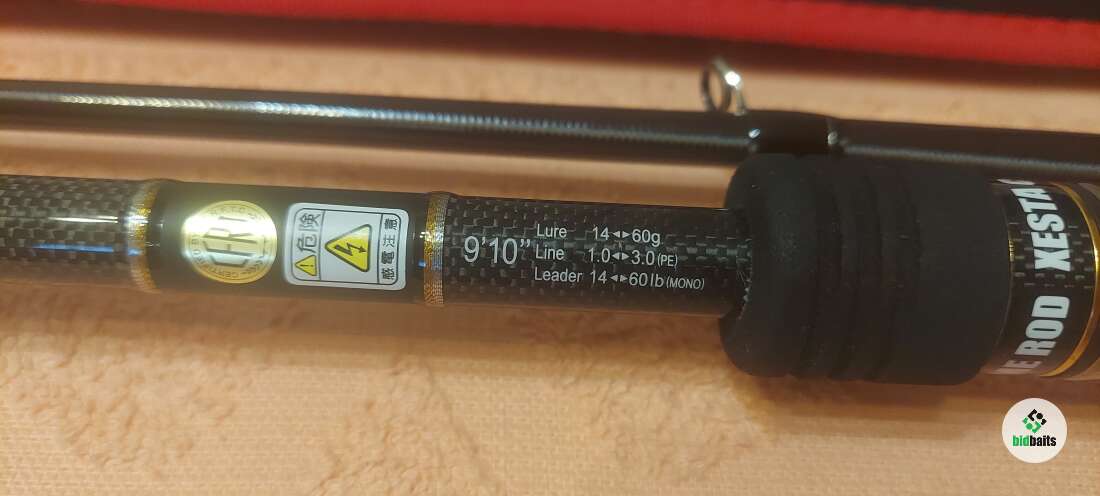 CERT
危険
感電注意
9'10"
Lure 14◄►60g
Line 1.0◄►3.0(PE)
Leader 14◄►60lb(MONO)
ROD XESTA
bidbaits